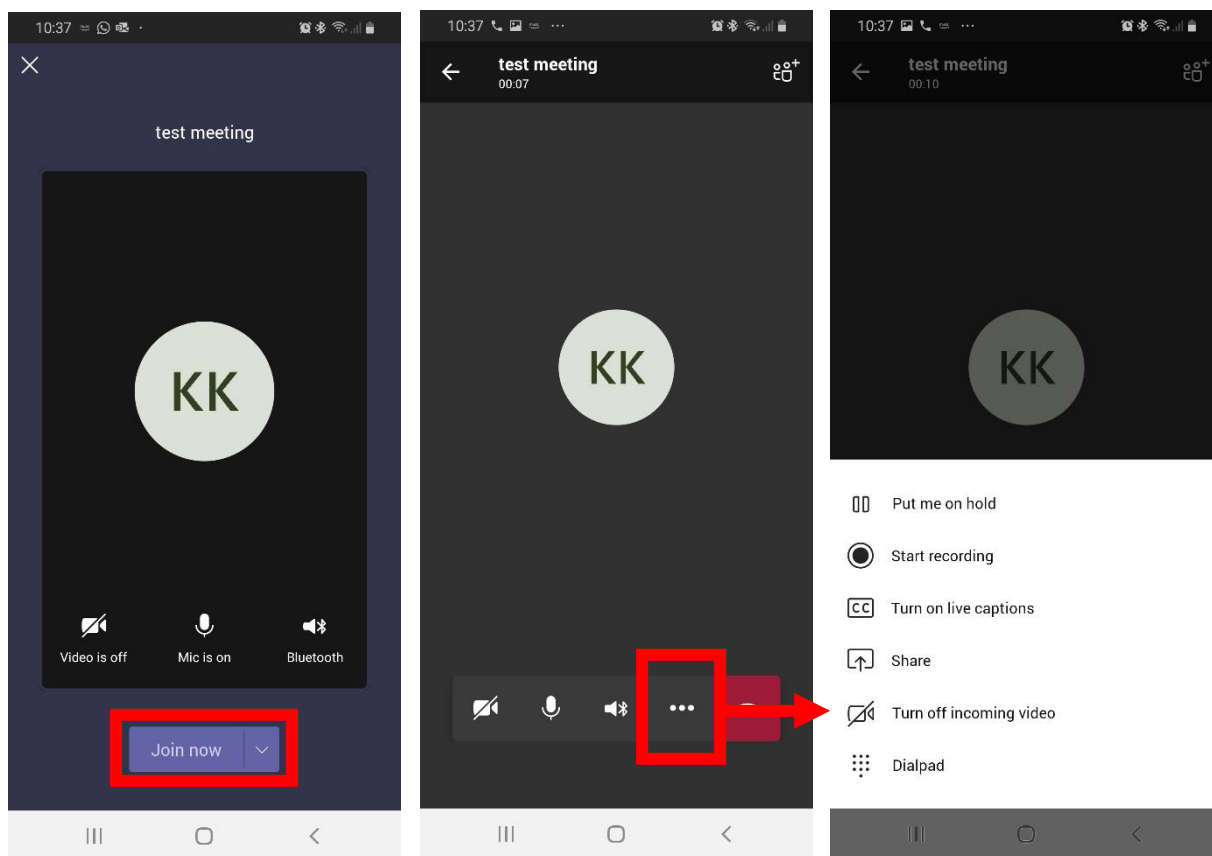 10:37
test meeting
KK
Video is off
Mic is on
Bluetooth
Join now
10:37
test meeting
00:07
KK
10:37
test meeting
00:10
KK
Put me on hold
Start recording
CC Turn on live captions
Share
Turn off incoming video
Dialpad